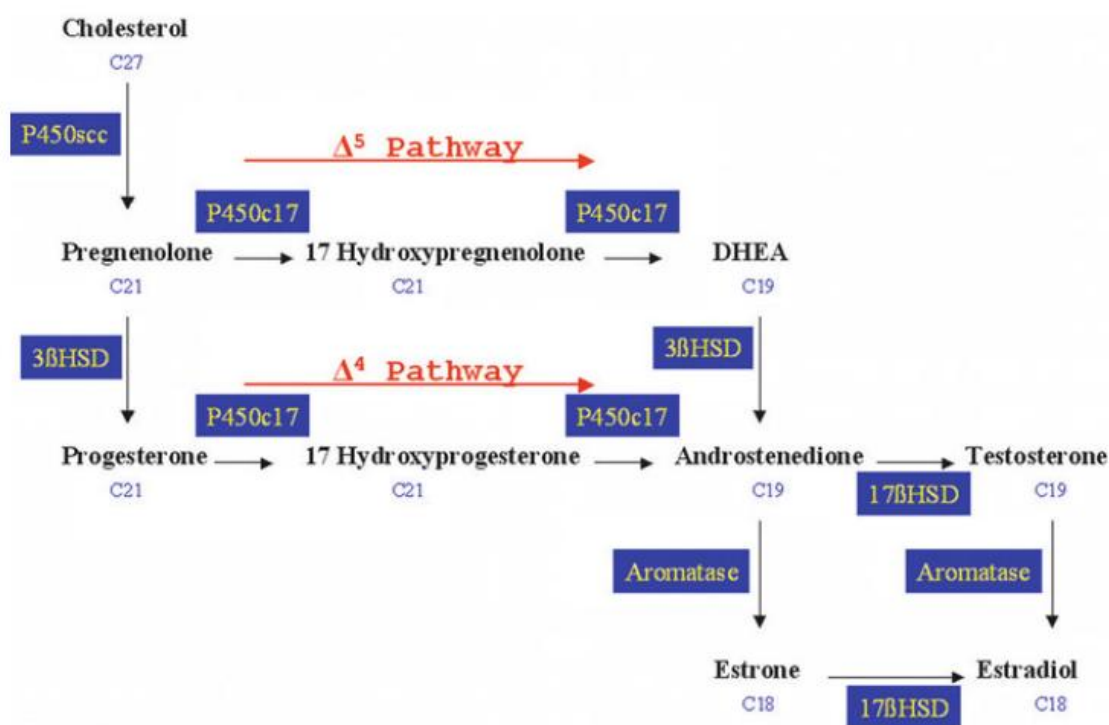 Cholesterol
C27
P450scc
Δ⁵ Pathway
P450c17
P450c17
Pregnenolone
17 Hydroxypregnenolone
DHEA
C21
C21
C19
3ßHSD
3ßHSD
Δ⁴ Pathway
P450c17
P450c17
Progesterone
17 Hydroxyprogesterone
Androstenedione
Testosterone
C21
C21
C19
17ßHSD
C19
Aromatase
Aromatase
Estrone
Estradiol
C18
17ßHSD
C18